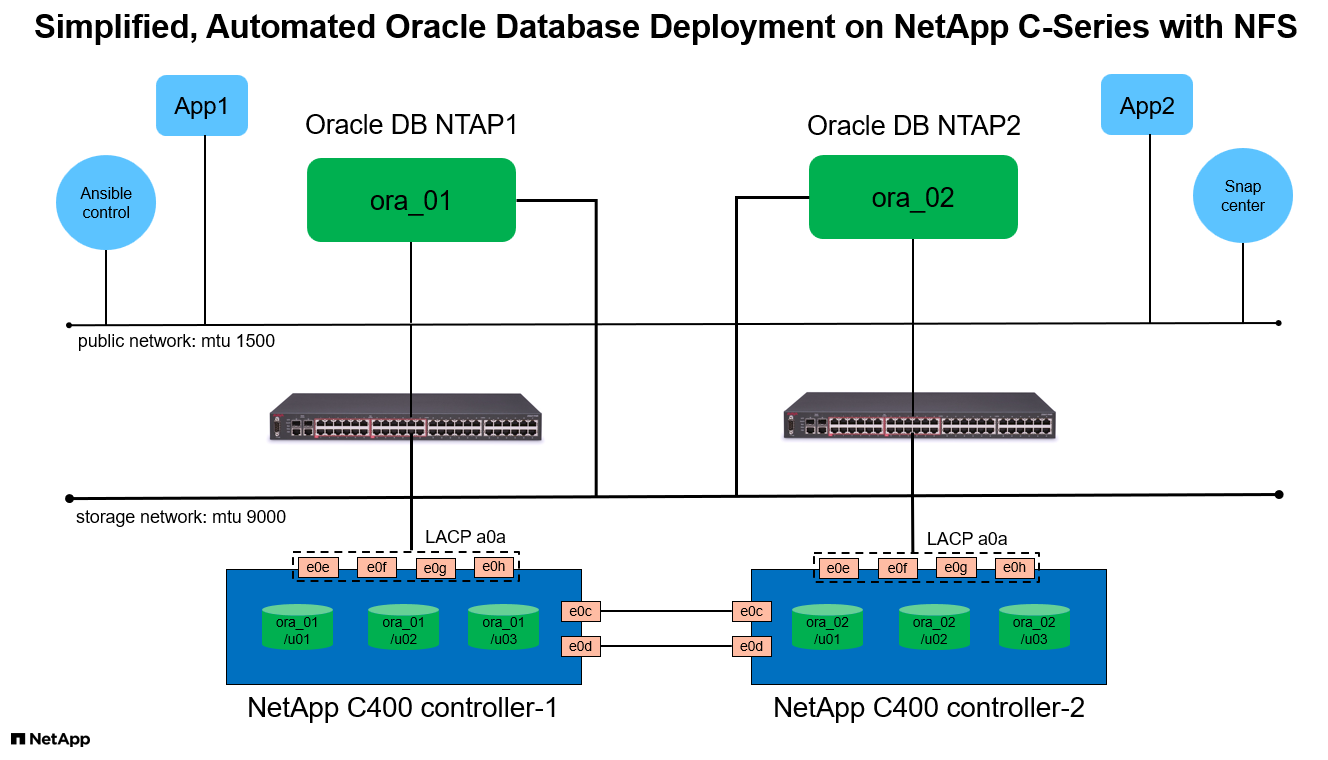 Simplified, Automated Oracle Database Deployment on NetApp C-Series with NFS
App1
App2
Oracle DB NTAP1
Oracle DB NTAP2
Ansible
control
ora_01
ora_02
Snap
center
public network: mtu 1500
storage network: mtu 9000
LACP a0a
LACP a0a
e0e
e0f
e0g
e0h
e0e
e0f
e0g
e0h
ora_01
/u01
ora_01
/u02
ora_01
/u03
e0c
e0d
e0c
e0d
ora_02
/u01
ora_02
/u02
ora_02
/u03
NetApp C400 controller-1
NetApp C400 controller-2
NetApp